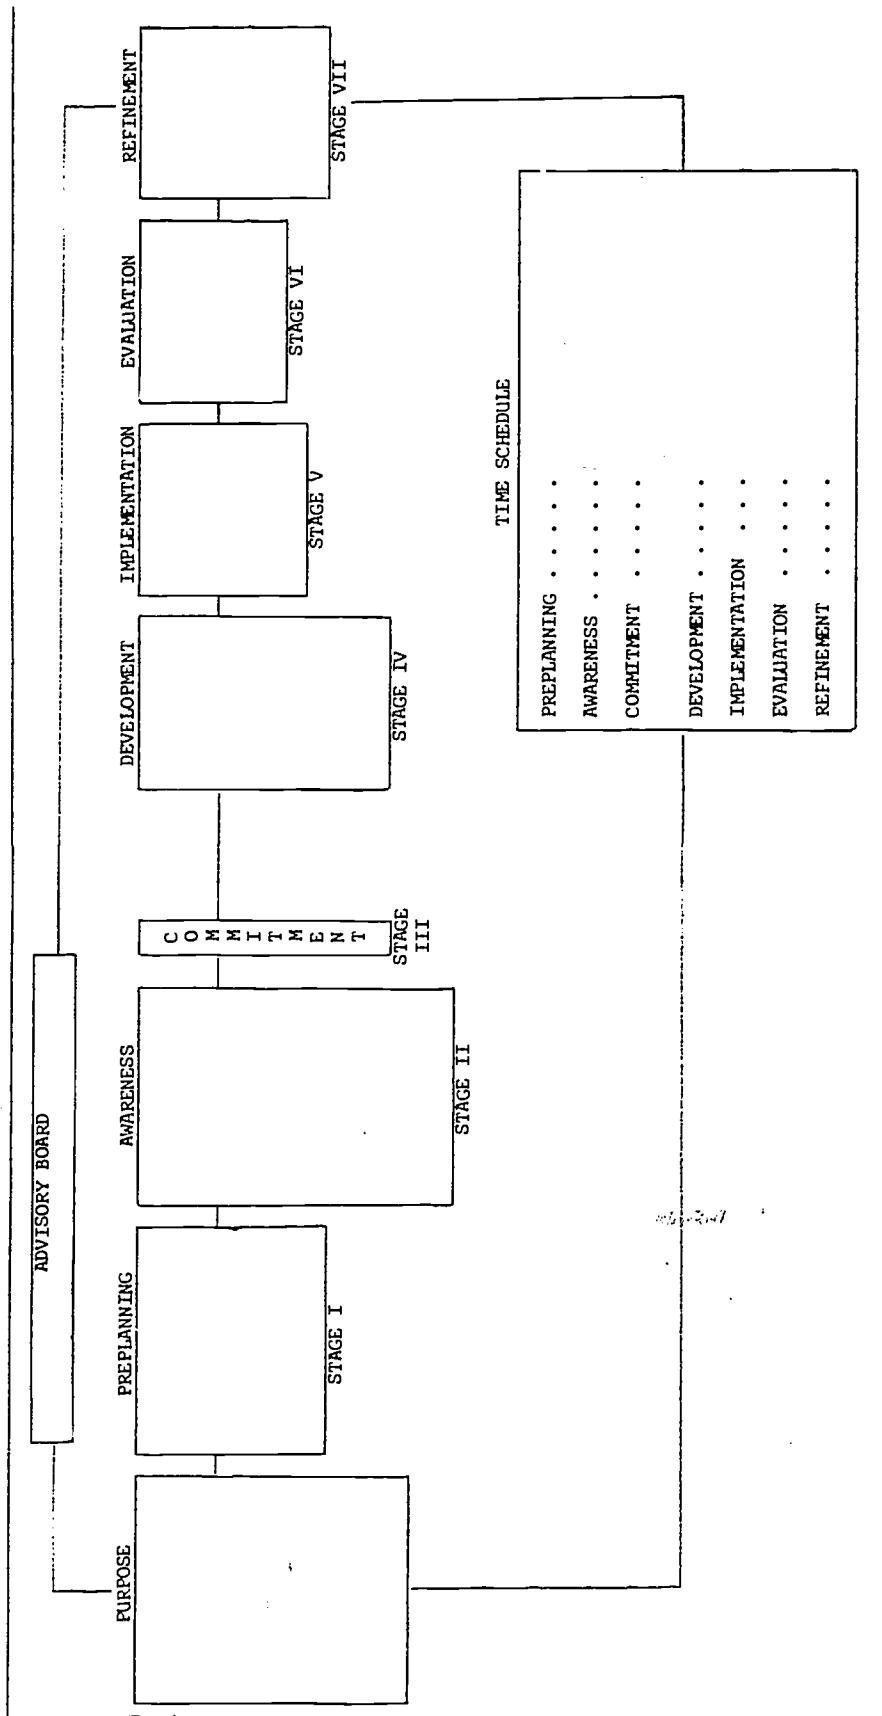 ADVISORY BOARD
PURPOSE
PREPLANNING
AWARENESS
COMMITMENT
DEVELOPMENT
IMPLEMENTATION
EVALUATION
REFINEMENT
STAGE I
STAGE II
STAGE
III
STAGE IV
STAGE V
STAGE VI
STAGE VII
TIME SCHEDULE
PREPLANNING . . . . .
AWARENESS . . . . . .
COMMITMENT . . . . .
DEVELOPMENT . . . . .
IMPLEMENTATION . . .
EVALUATION . . . . .
REFINEMENT . . . . .